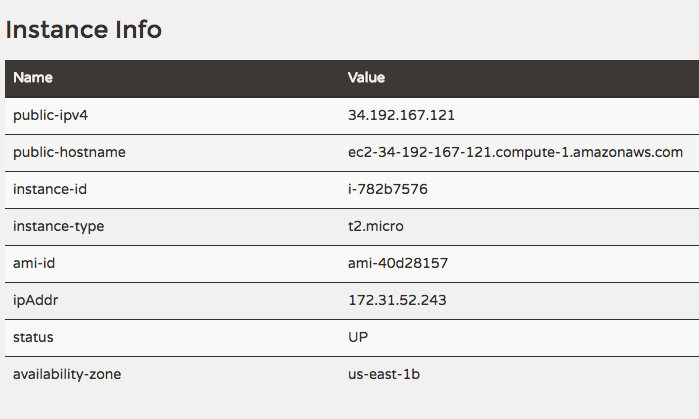 Instance Info
Name Value
public-ipv4 34.192.167.121
public-hostname ec2-34-192-167-121.compute-1.amazonaws.com
instance-id i-782b7576
instance-type t2.micro
ami-id ami-40d28157
ipAddr 172.31.52.243
status UP
availability-zone us-east-1b